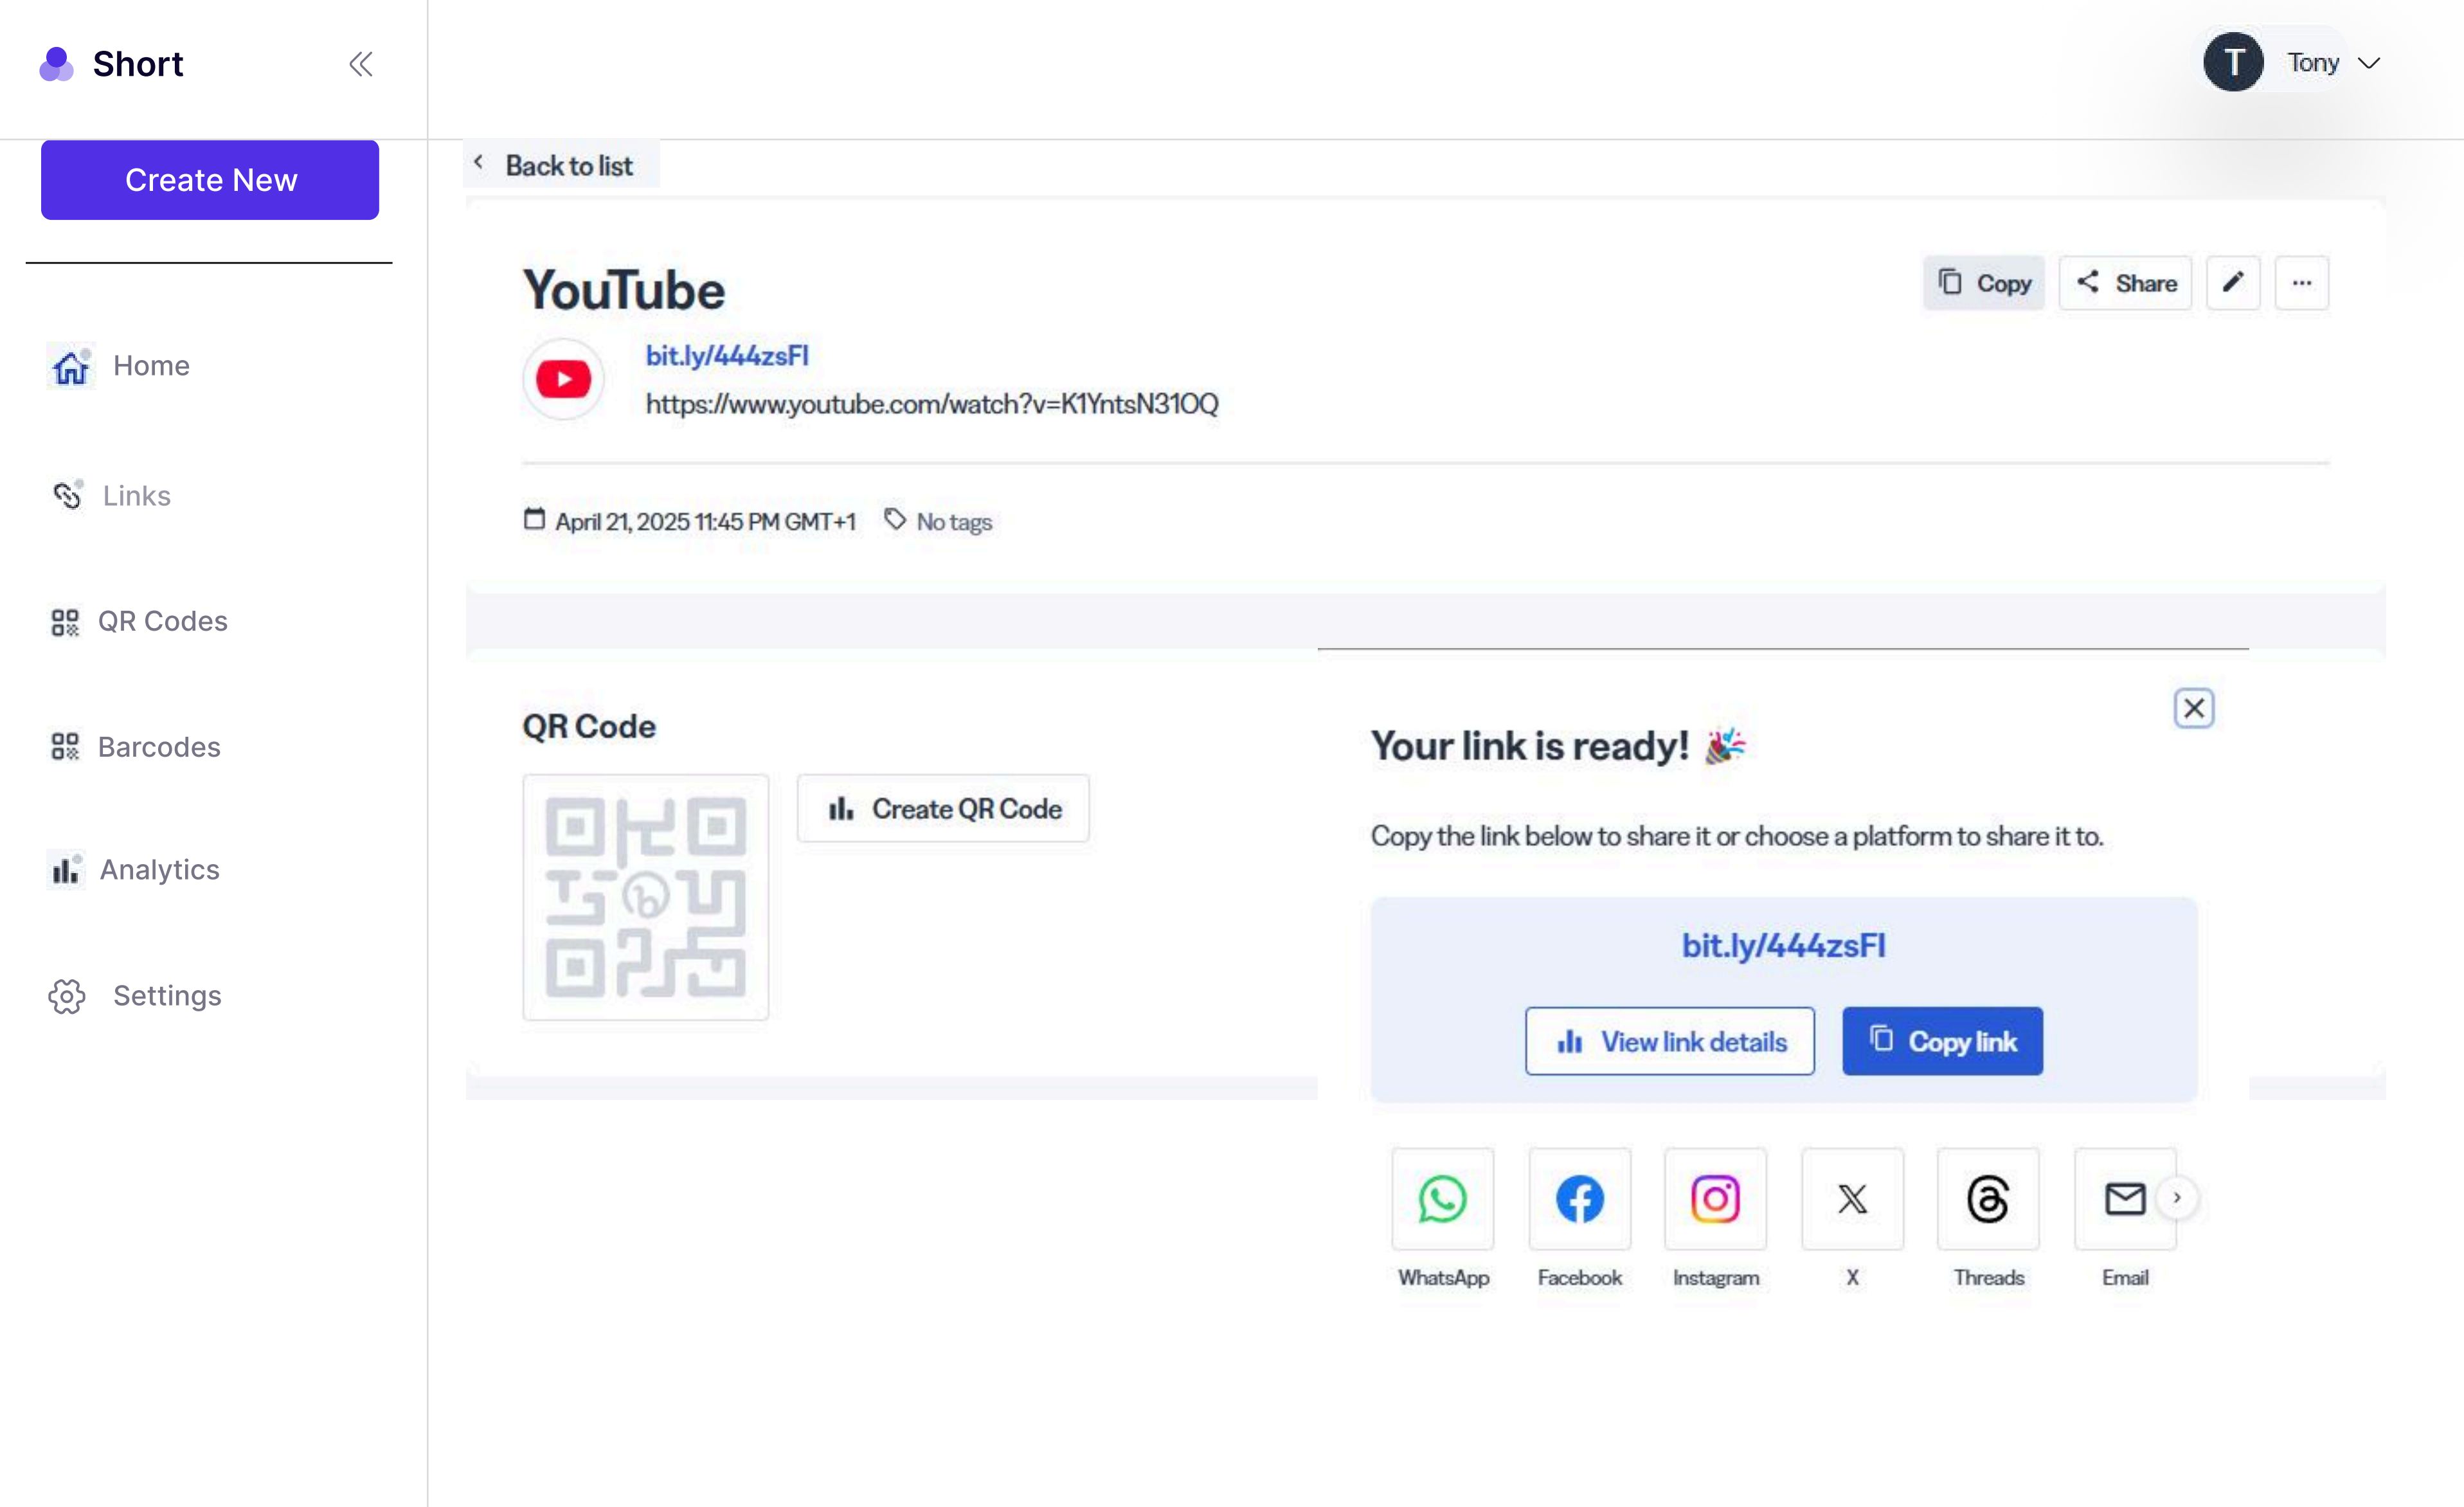 Short
T
Tony
Create New
Back to list
Home
Links
QR Codes
Barcodes
Analytics
Settings
YouTube
Copy
Share
bit.ly/444zsFl
https://www.youtube.com/watch?v=K1YntsN31OQ
April 21, 2025 11:45 PM GMT+1
No tags
QR Code
Create QR Code
Your link is ready! 🎉
Copy the link below to share it or choose a platform to share it to.
bit.ly/444zsFl
View link details
Copy link
WhatsApp
Facebook
Instagram
X
Threads
Email